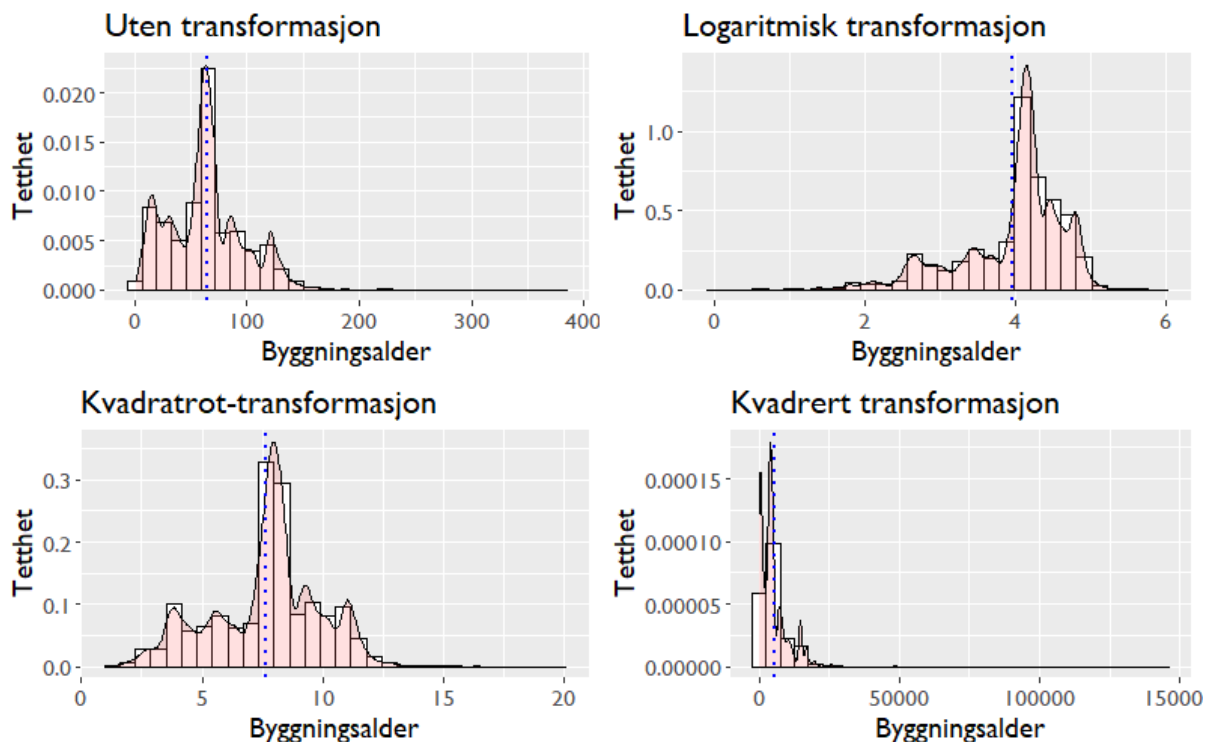 Uten transformasjon
Tetthet
0.020
0.015
0.010
0.005
0.000
0
100
200
300
400
Byggningsalder
Logaritmisk transformasjon
Tetthet
1.0
0.5
0.0
0
2
4
6
Byggningsalder
Kvadratrot-transformasjon
Tetthet
0.3
0.2
0.1
0.0
0
5
10
15
20
Byggningsalder
Kvadrert transformasjon
Tetthet
0.00015
0.00010
0.00005
0.00000
0
50000
100000
15000
Byggningsalder